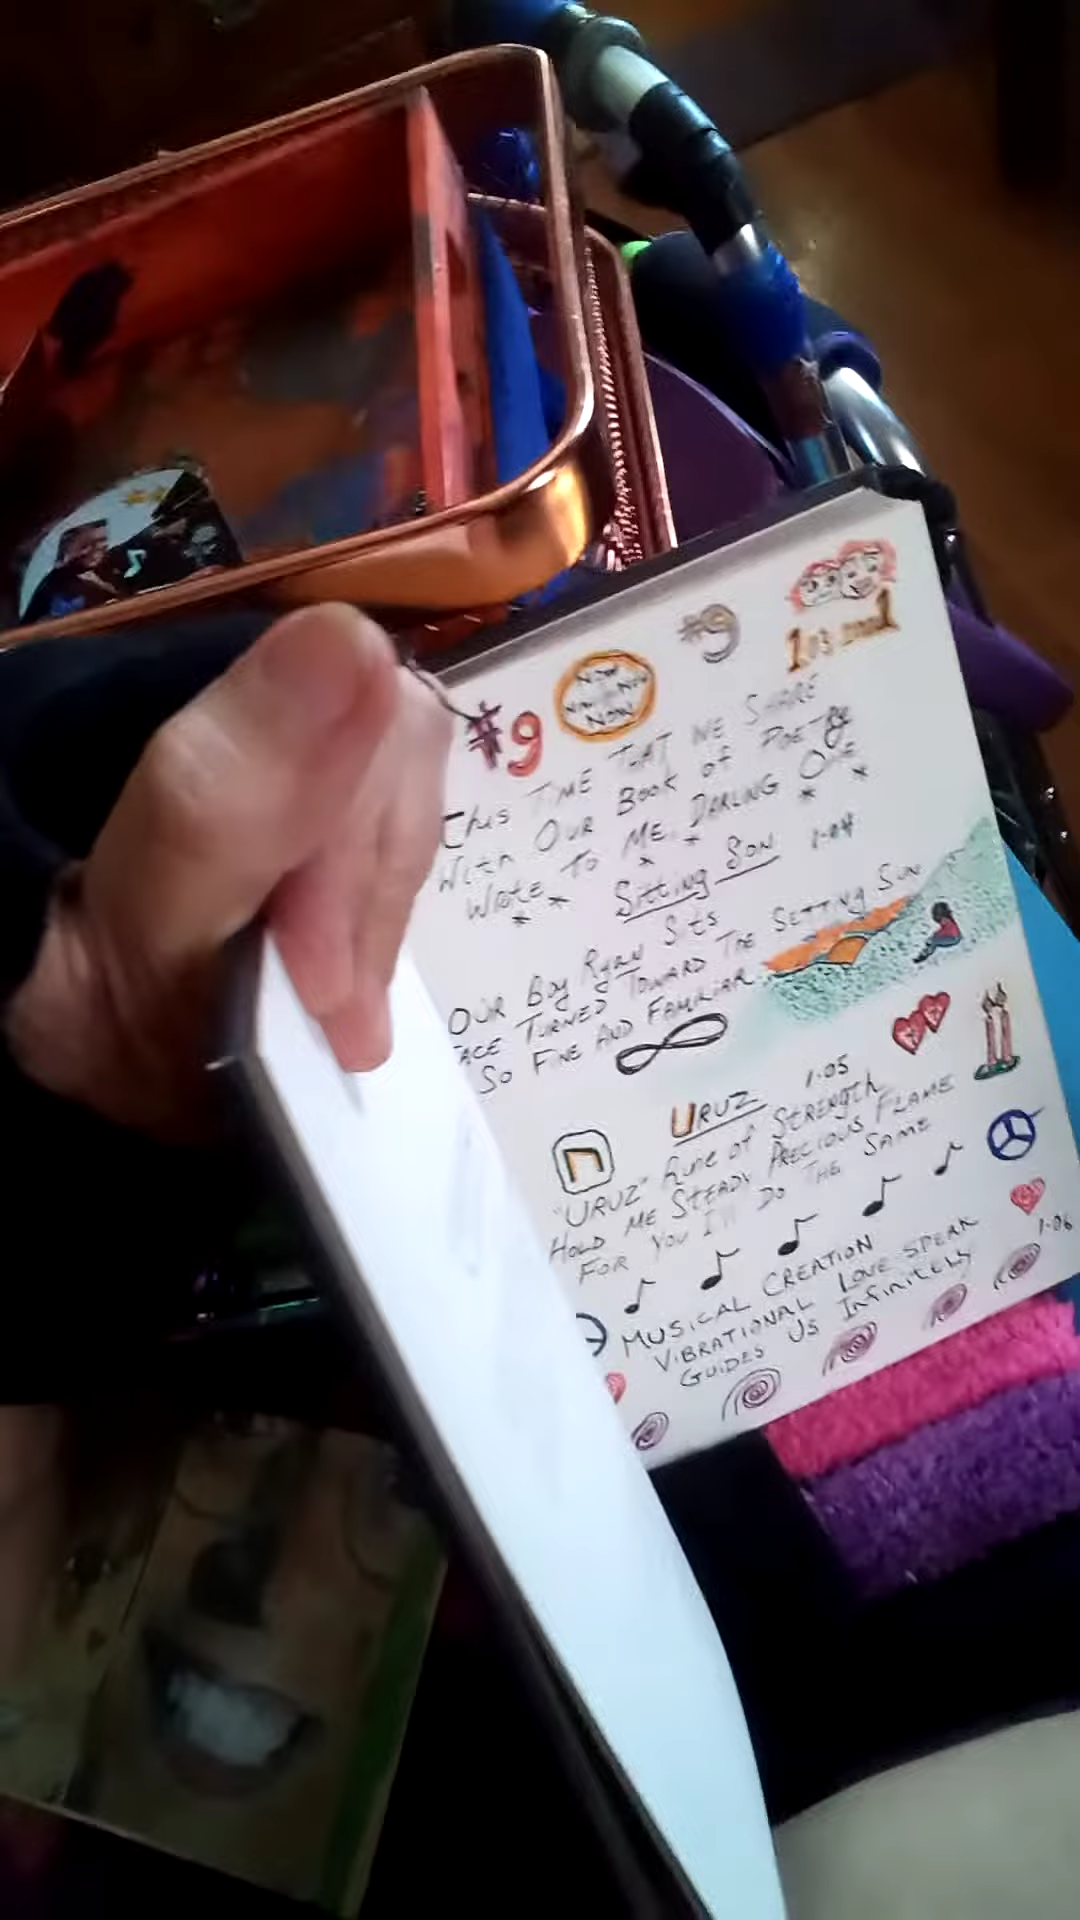 #9
#9
NOW
NOW
NOW
1.03
THIS TIME THAT WE SHARE
WITH OUR BOOK OF POETRY
WROTE TO ME DARLING ONE
* * * * * *
Sitting Son 1.04
OUR Boy Ryan Sits
FACE TURNED TOWARD THE SETTING SUN
SO FINE AND FAMILIAR
URUZ 1.05
"URUZ" Rune of Strength
HOLD ME STEADY PRECIOUS FLAME
FOR YOU I'll DO THE SAME
MUSICAL CREATION 1.06
VIBRATIONAL LOVE SPEAK
GUIDES US INFINITELY